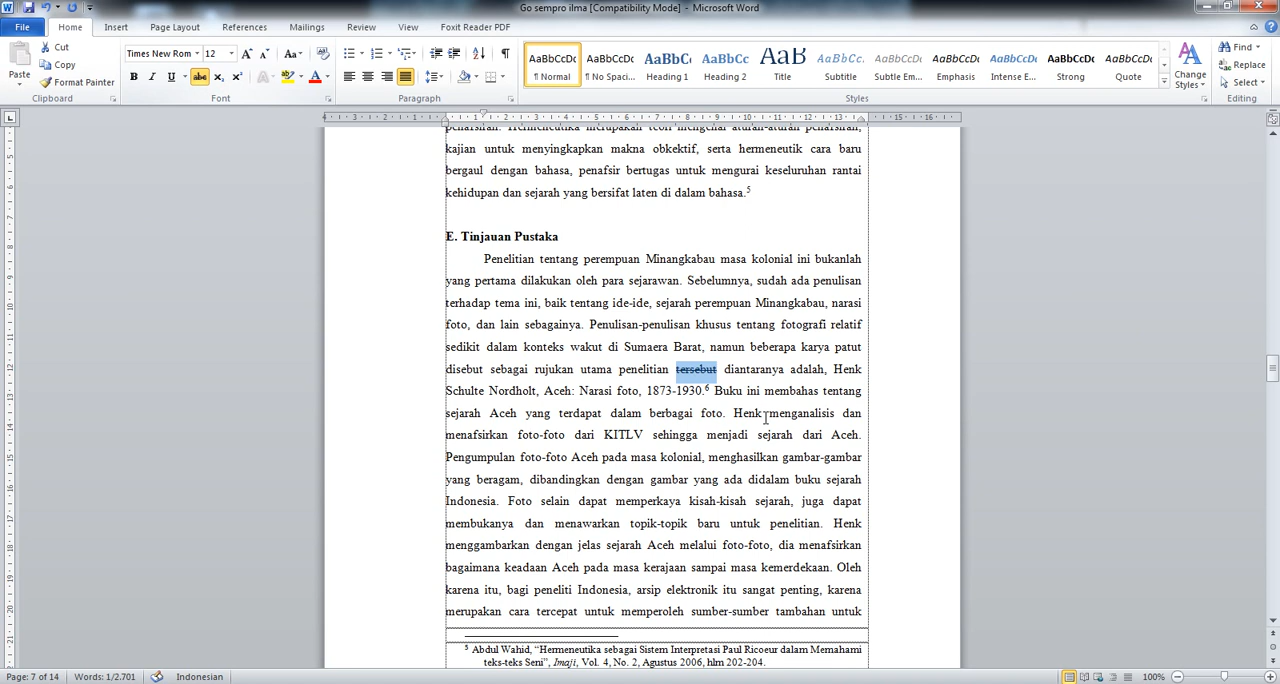 Go sempro ilma [Compatibility Mode] - Microsoft Word
File Home Insert Page Layout References Mailings Review View Foxit Reader PDF
Paste Cut Copy Format Painter
Times New Rom 12
AaBbCcDc AaBbCcDc AaBbC AaBbCc AaB AaBbCc. AaBbCcDc AaBbCcDc AaBbCcDc AaBbCcDc AaBbCcDc
¶ Normal ¶ No Spaci... Heading 1 Heading 2 Title Subtitle Subtle Em... Emphasis Intense E... Strong Quote
Change Styles
Find Replace Select
Clipboard Font Paragraph Styles Editing
penafsiran. Hermeneutika merupakan teori mengenai aturan-aturan penafsiran,
kajian untuk menyingkapkan makna obkektif, serta hermeneutik cara baru
bergaul dengan bahasa, penafsir bertugas untuk mengurai keseluruhan rantai
kehidupan dan sejarah yang bersifat laten di dalam bahasa.5
E. Tinjauan Pustaka
Penelitian tentang perempuan Minangkabau masa kolonial ini bukanlah
yang pertama dilakukan oleh para sejarawan. Sebelumnya, sudah ada penulisan
terhadap tema ini, baik tentang ide-ide, sejarah perempuan Minangkabau, narasi
foto, dan lain sebagainya. Penulisan-penulisan khusus tentang fotografi relatif
sedikit dalam konteks wakut di Sumaera Barat, namun beberapa karya patut
disebut sebagai rujukan utama penelitian tersebut diantaranya adalah, Henk
Schulte Nordholt, Aceh: Narasi foto, 1873-1930.6 Buku ini membahas tentang
sejarah Aceh yang terdapat dalam berbagai foto. Henk menganalisis dan
menafsirkan foto-foto dari KITLV sehingga menjadi sejarah dari Aceh.
Pengumpulan foto-foto Aceh pada masa kolonial, menghasilkan gambar-gambar
yang beragam, dibandingkan dengan gambar yang ada didalam buku sejarah
Indonesia. Foto selain dapat memperkaya kisah-kisah sejarah, juga dapat
membukanya dan menawarkan topik-topik baru untuk penelitian. Henk
menggambarkan dengan jelas sejarah Aceh melalui foto-foto, dia menafsirkan
bagaimana keadaan Aceh pada masa kerajaan sampai masa kemerdekaan. Oleh
karena itu, bagi peneliti Indonesia, arsip elektronik itu sangat penting, karena
merupakan cara tercepat untuk memperoleh sumber-sumber tambahan untuk
5 Abdul Wahid, "Hermeneutika sebagai Sistem Interpretasi Paul Ricoeur dalam Memahami
teks-teks Seni", Imaji, Vol. 4, No. 2, Agustus 2006, hlm 202-204.
Page: 7 of 14 Words: 1/2.701 Indonesian 100%